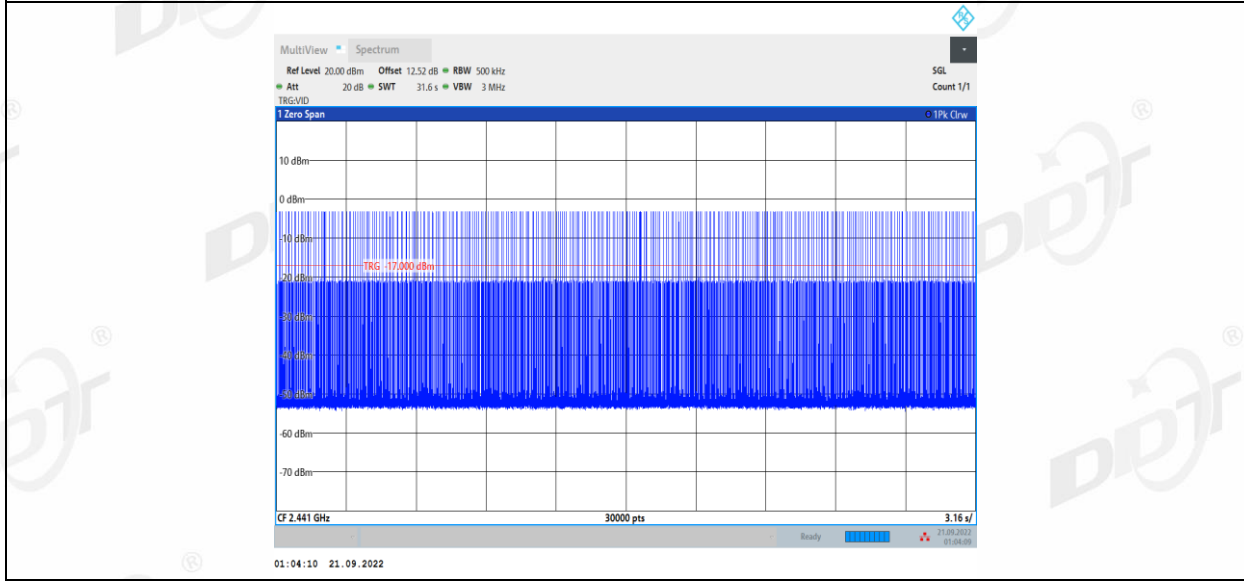 MultiView Spectrum
Ref Level 20.00 dBm Offset 12.52 dB RBW 500 kHz SGL
Att 20 dB SWT 31.6 s VBW 3 MHz Count 1/1
TRG:VID
1 Zero Span 1Pk Clrw
10 dBm
0 dBm
-10 dBm
TRG -17.000 dBm
-20 dBm
-30 dBm
-40 dBm
-50 dBm
-60 dBm
-70 dBm
CF 2.441 GHz 30000 pts 3.16 s/
Ready 21.09.2022
01:04:09
01:04:10 21.09.2022
DDT ®